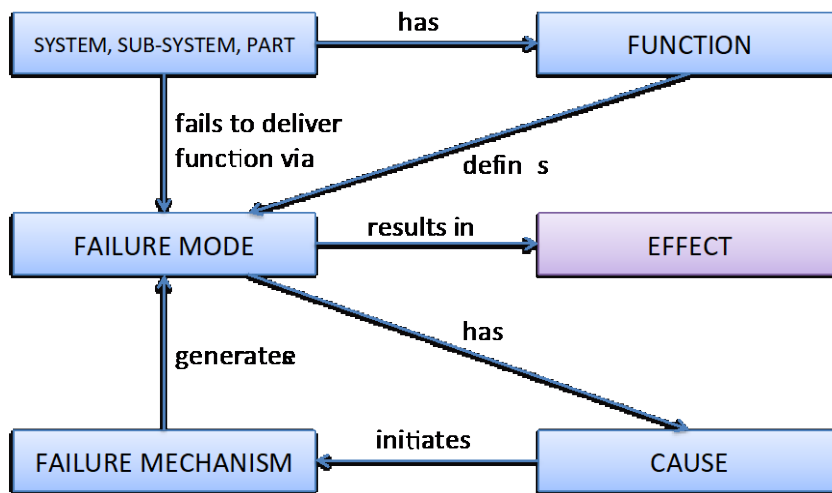 SYSTEM, SUB-SYSTEM, PART
has
FUNCTION
fails to deliver
function via
defin s
FAILURE MODE
results in
EFFECT
has
generates
initiates
FAILURE MECHANISM
CAUSE